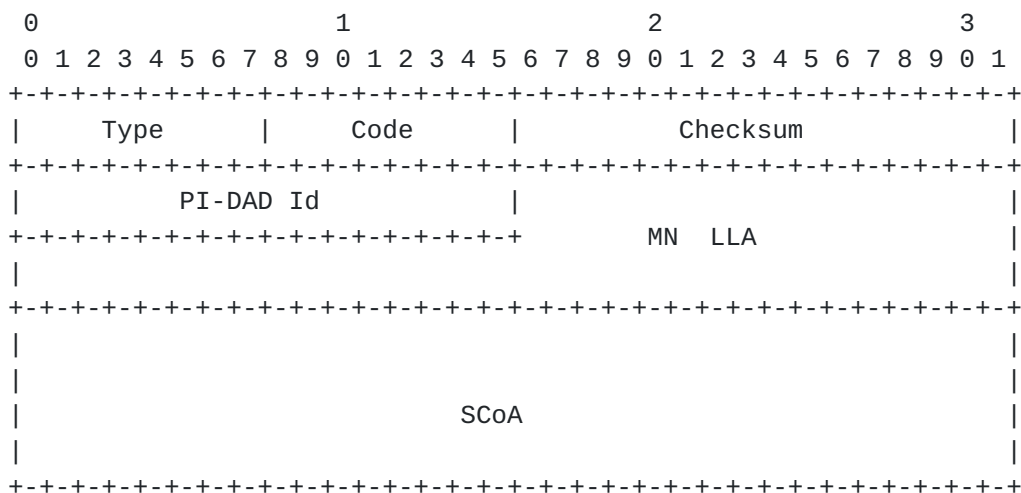 0                   1                   2                   3
 0 1 2 3 4 5 6 7 8 9 0 1 2 3 4 5 6 7 8 9 0 1 2 3 4 5 6 7 8 9 0 1
+-+-+-+-+-+-+-+-+-+-+-+-+-+-+-+-+-+-+-+-+-+-+-+-+-+-+-+-+-+-+-+-+
|     Type      |     Code      |          Checksum             |
+-+-+-+-+-+-+-+-+-+-+-+-+-+-+-+-+-+-+-+-+-+-+-+-+-+-+-+-+-+-+-+-+
|          PI-DAD Id            |                               |
+-+-+-+-+-+-+-+-+-+-+-+-+-+-+-+-+        MN  LLA                |
|                                                               |
+-+-+-+-+-+-+-+-+-+-+-+-+-+-+-+-+-+-+-+-+-+-+-+-+-+-+-+-+-+-+-+-+
|                                                               |
|                                                               |
|                            SCoA                               |
|                                                               |
+-+-+-+-+-+-+-+-+-+-+-+-+-+-+-+-+-+-+-+-+-+-+-+-+-+-+-+-+-+-+-+-+